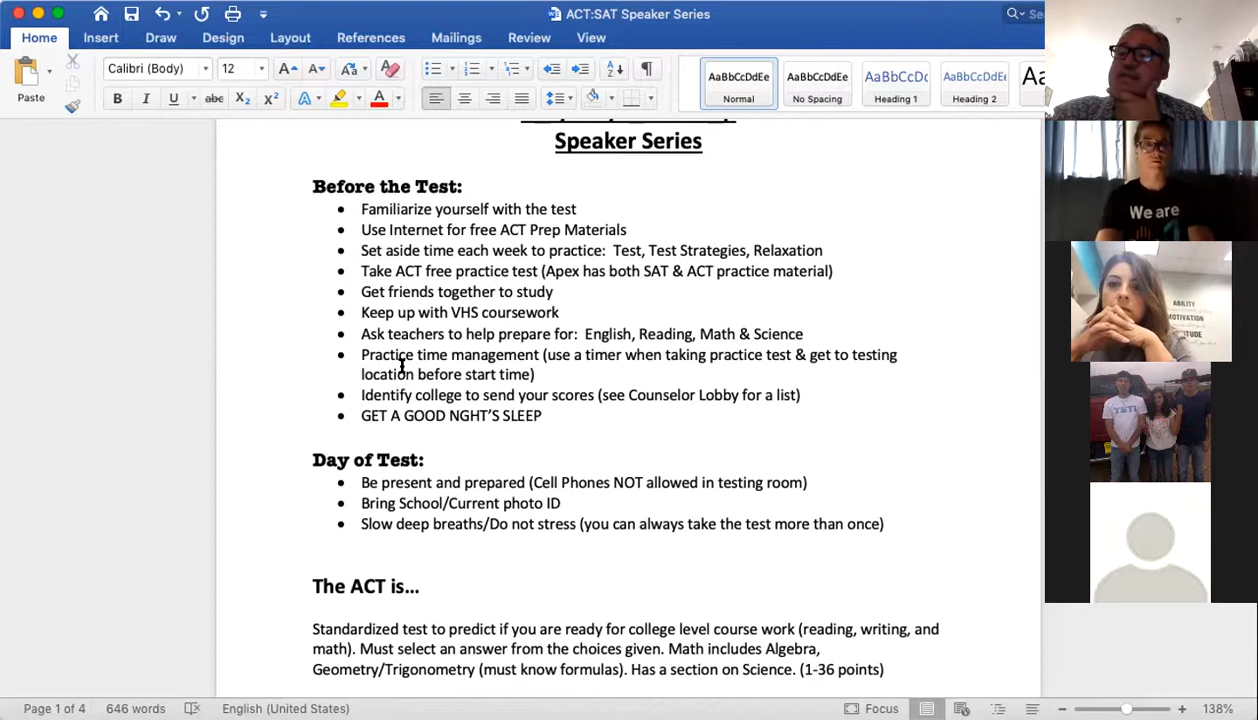 ACT:SAT Speaker Series
Home Insert Draw Design Layout References Mailings Review View
Paste
Calibri (Body) 12
AaBbCcDdEe AaBbCcDdEe AaBbCcDc AaBbCcDdEe
Normal No Spacing Heading 1 Heading 2
Speaker Series
Before the Test:
• Familiarize yourself with the test
• Use Internet for free ACT Prep Materials
• Set aside time each week to practice: Test, Test Strategies, Relaxation
• Take ACT free practice test (Apex has both SAT & ACT practice material)
• Get friends together to study
• Keep up with VHS coursework
• Ask teachers to help prepare for: English, Reading, Math & Science
• Practice time management (use a timer when taking practice test & get to testing
location before start time)
• Identify college to send your scores (see Counselor Lobby for a list)
• GET A GOOD NGHT'S SLEEP
Day of Test:
• Be present and prepared (Cell Phones NOT allowed in testing room)
• Bring School/Current photo ID
• Slow deep breaths/Do not stress (you can always take the test more than once)
The ACT is...
Standardized test to predict if you are ready for college level course work (reading, writing, and
math). Must select an answer from the choices given. Math includes Algebra,
Geometry/Trigonometry (must know formulas). Has a section on Science. (1-36 points)
Page 1 of 4 646 words English (United States) Focus 138%
We are
ABILITY
MOTIVATION
YETI